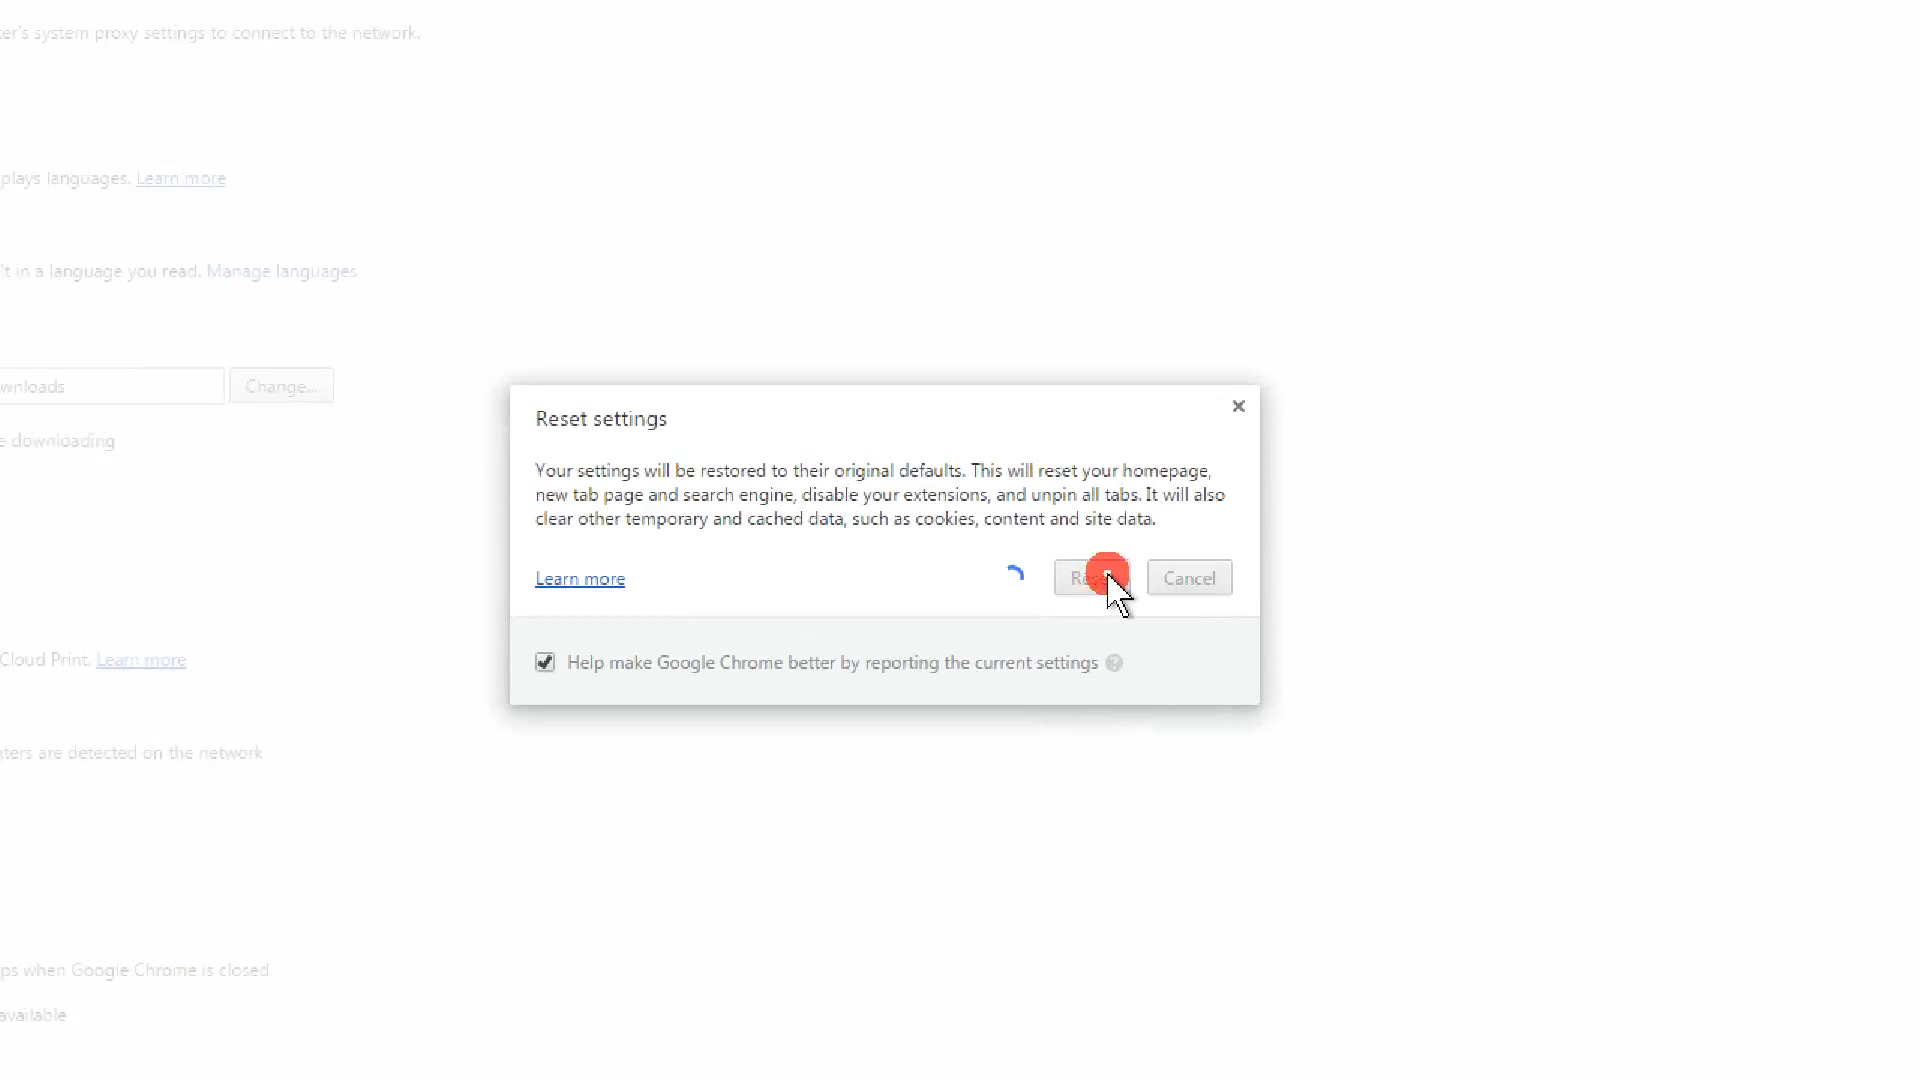 er's system proxy settings to connect to the network.
plays languages. Learn more
't in a language you read. Manage languages
wnloads Change...
e downloading
Reset settings
Your settings will be restored to their original defaults. This will reset your homepage,
new tab page and search engine, disable your extensions, and unpin all tabs. It will also
clear other temporary and cached data, such as cookies, content and site data.
Learn more Cancel
Help make Google Chrome better by reporting the current settings ?
Cloud Print. Learn more
ters are detected on the network
ps when Google Chrome is closed
available